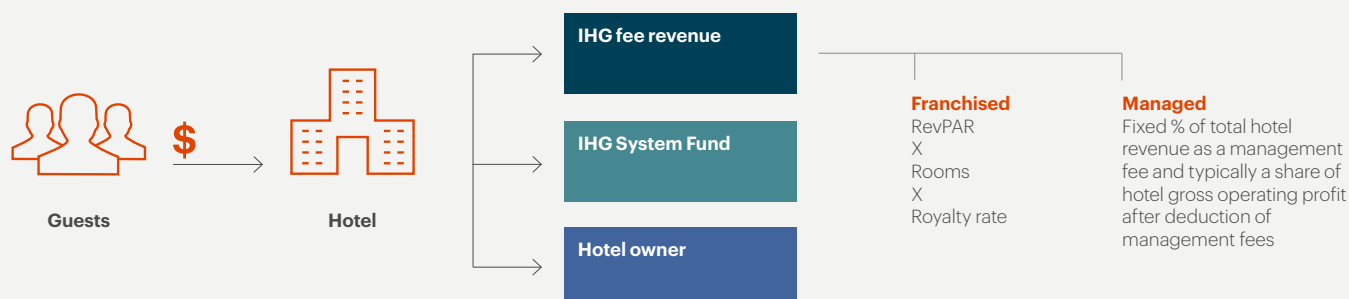 Guests
$
Hotel
IHG fee revenue
IHG System Fund
Hotel owner
Franchised
RevPAR
X
Rooms
X
Royalty rate
Managed
Fixed % of total hotel
revenue as a management
fee and typically a share of
hotel gross operating profit
after deduction of
management fees